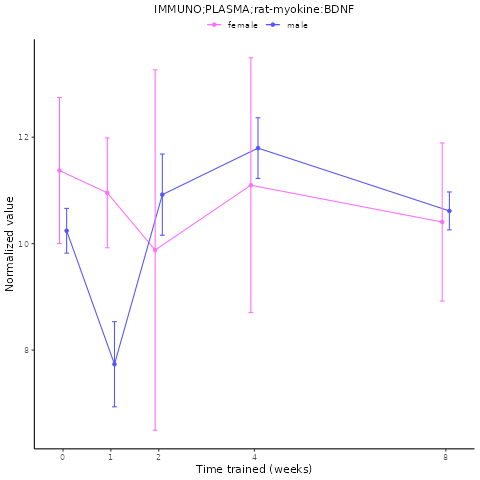 IMMUNO;PLASMA;rat-myokine:BDNF
female male
Normalized value
12
10
8
0 1 2 4 8
Time trained (weeks)